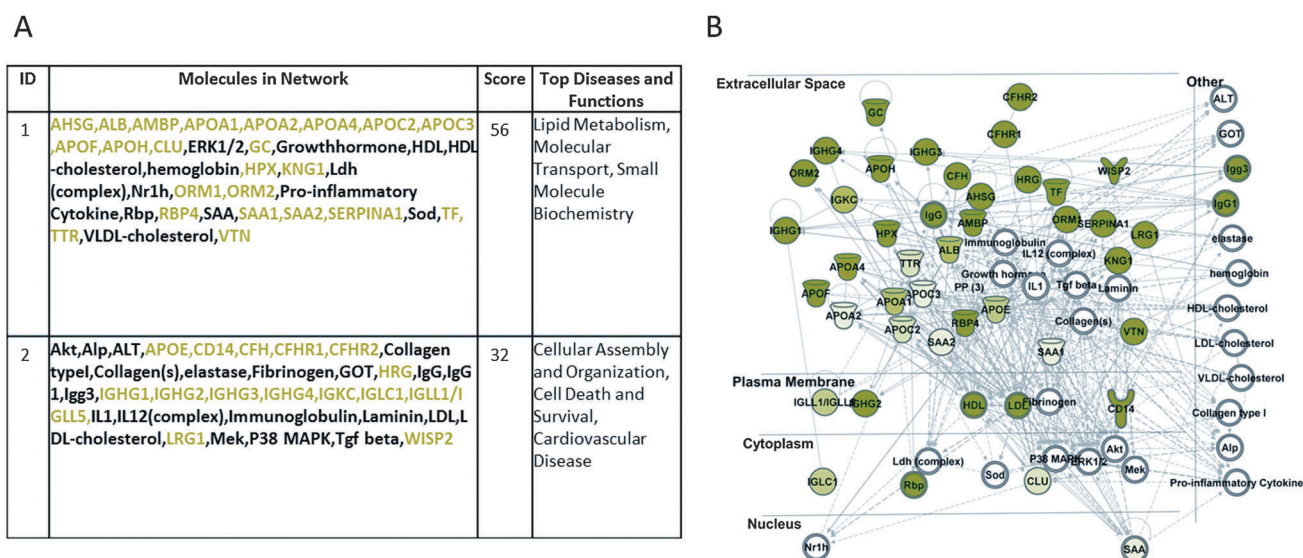 A
ID Molecules in Network Score Top Diseases and Functions
1
AHSG,ALB,AMBP,APOA1,APOA2,APOA4,APOC2,APOC3
,APOF,APOH,CLU,ERK1/2,GC,Growthhormone,HDL,HDL
-cholesterol,hemoglobin,HPX,KNG1,Ldh
(complex),Nr1h,ORM1,ORM2,Pro-inflammatory
Cytokine,Rbp,RBP4,SAA,SAA1,SAA2,SERPINA1,Sod,TF,
TTR,VLDL-cholesterol,VTN
56
Lipid Metabolism,
Molecular
Transport, Small
Molecule
Biochemistry
2
Akt,Alp,ALT,APOE,CD14,CFH,CFHR1,CFHR2,Collagen
typeI,Collagen(s),elastase,Fibrinogen,GOT,HRG,IgG,IgG
1,Igg3,IGHG1,IGHG2,IGHG3,IGHG4,IGKC,IGLC1,IGLL1/I
GLL5,IL1,IL12(complex),Immunoglobulin,Laminin,LDL,L
DL-cholesterol,LRG1,Mek,P38 MAPK,Tgf beta,WISP2
32
Cellular Assembly
and Organization,
Cell Death and
Survival,
Cardiovascular
Disease
B
Extracellular Space
Other
CFHR2
ALT
GC
CFHR1
GOT
IGHG4
IGHG3
ORM2
APOH
CFH
HRG
WISP2
Igg3
IGKC
AHSG
TF
IgG1
IGHG1
IgG
AMBP
ORM1
SERPINA1
HPX
LRG1
elastase
Immunoglobulin
ALB
IL12 (complex)
TTR
KNG1
APOA4
Growth hormone
hemoglobin
PP (3)
IL1
Tgf beta
Laminin
APOF
APOC3
APOA1
APOE
HDL-cholesterol
APOA2
APOC2
RBP4
Collagen(s)
VTN
SAA2
SAA1
LDL-cholesterol
Plasma Membrane
VLDL-cholesterol
IGLL1/IGLL5
IGHG2
HDL
LDL
Fibrinogen
CD14
Collagen type I
Cytoplasm
Ldh (complex)
P38 MAPK
ERK1/2
Akt
Alp
Sod
Mek
IGLC1
Rbp
CLU
Pro-inflammatory Cytokine
Nucleus
Nr1h
SAA